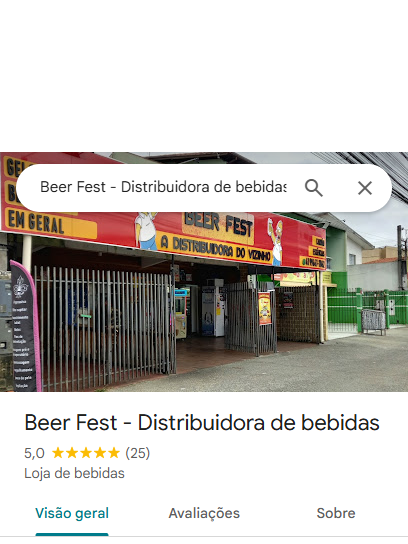 Beer Fest - Distribuidora de bebidas
EM GERAL
BEER FEST
A DISTRIBUIDORA DO VIZINHO
Beer Fest - Distribuidora de bebidas
5,0 ★★★★★ (25)
Loja de bebidas
Visão geral
Avaliações
Sobre